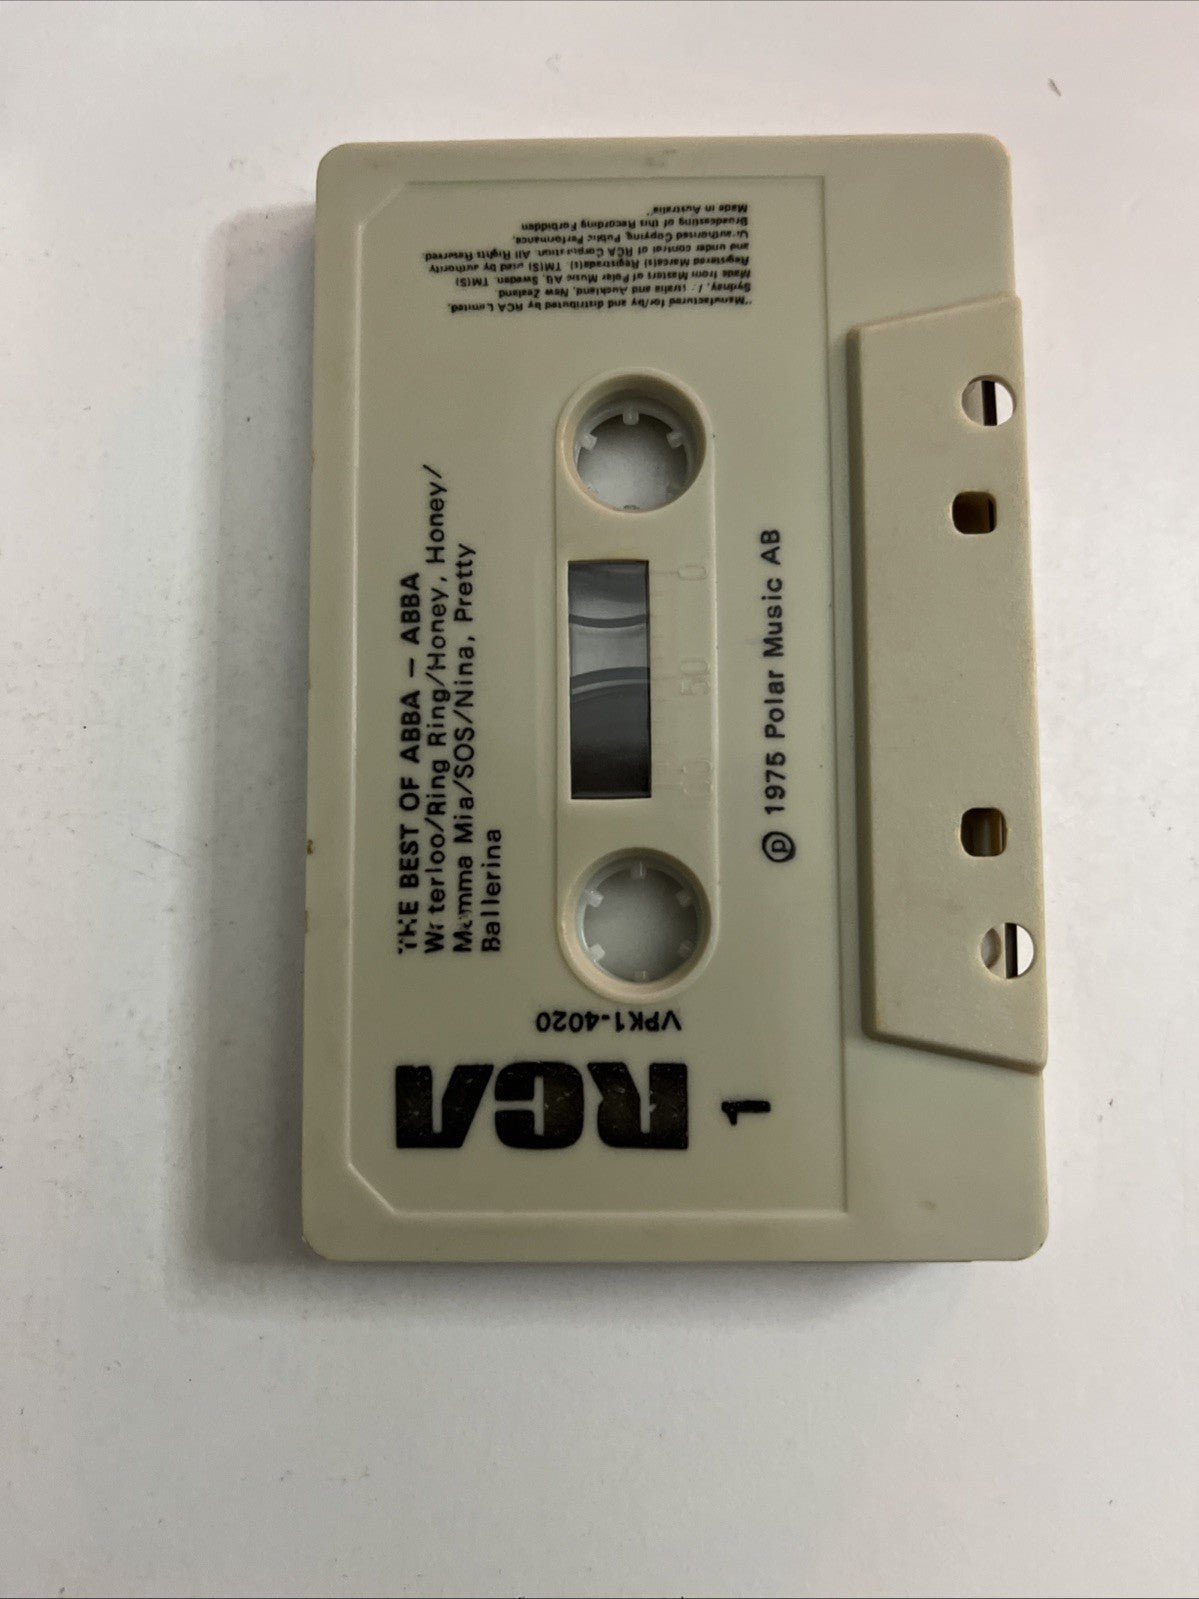 THE BEST OF ABBA – ABBA
Waterloo/Ring Ring/Honey, Honey/
Mamma Mia/SOS/Nina, Pretty
Ballerina
℗ 1975 Polar Music AB
RCA
1
VPK1-4020
"Manufactured for/by and distributed by RCA Limited,
Sydney, Australia and Auckland, New Zealand.
Made from Masters of Polar Music AB, Sweden. TM(S)
Registered Marca(s) Registrada(s). TM(S) used by authority
and under control of RCA Corporation. All Rights Reserved.
Unauthorised Copying, Public Performance,
Broadcasting of this Recording Forbidden
Made in Australia"
0
50
100